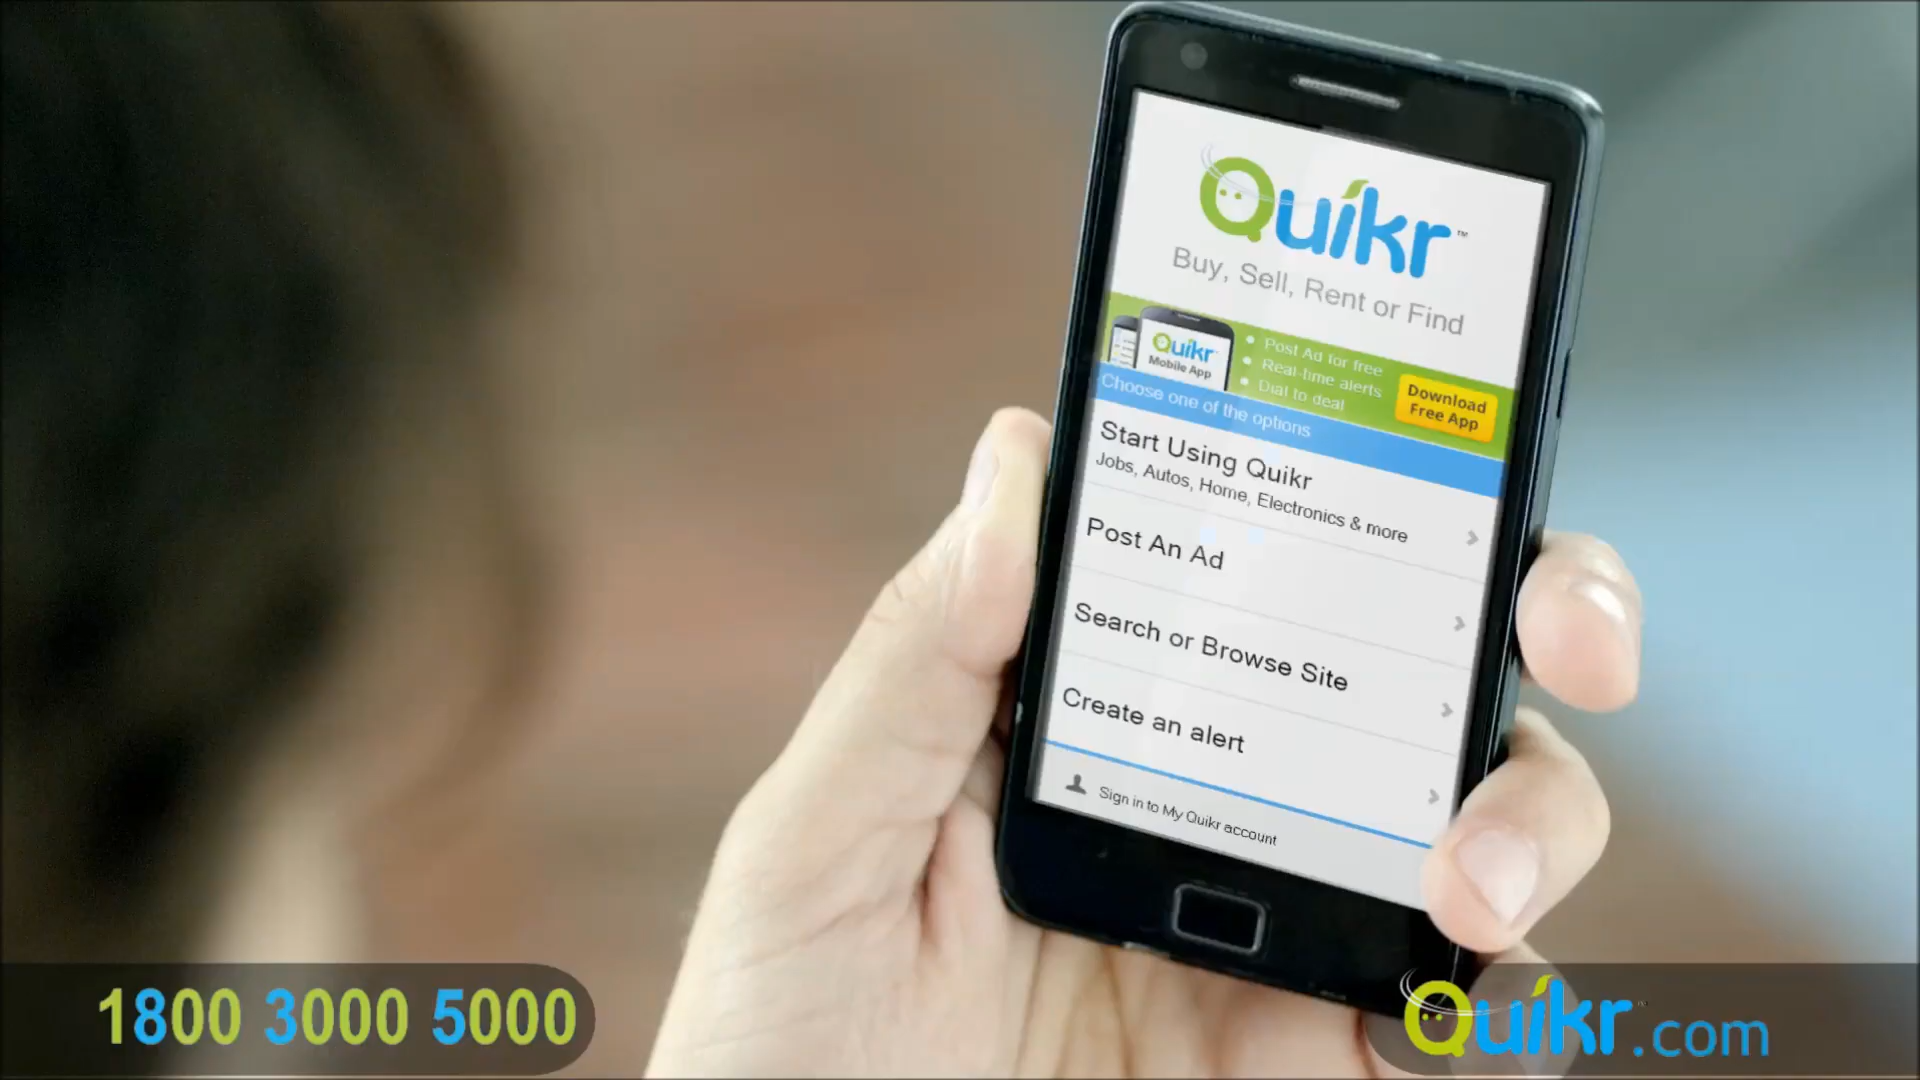 Quikr™
Buy, Sell, Rent or Find
Quikr
Mobile App
Post Ad for free
Real-time alerts
Dial to deal
Download
Free App
Choose one of the options
Start Using Quikr
Jobs, Autos, Home, Electronics & more
Post An Ad
Search or Browse Site
Create an alert
Sign in to My Quikr account
1800 3000 5000
Quikr™.com